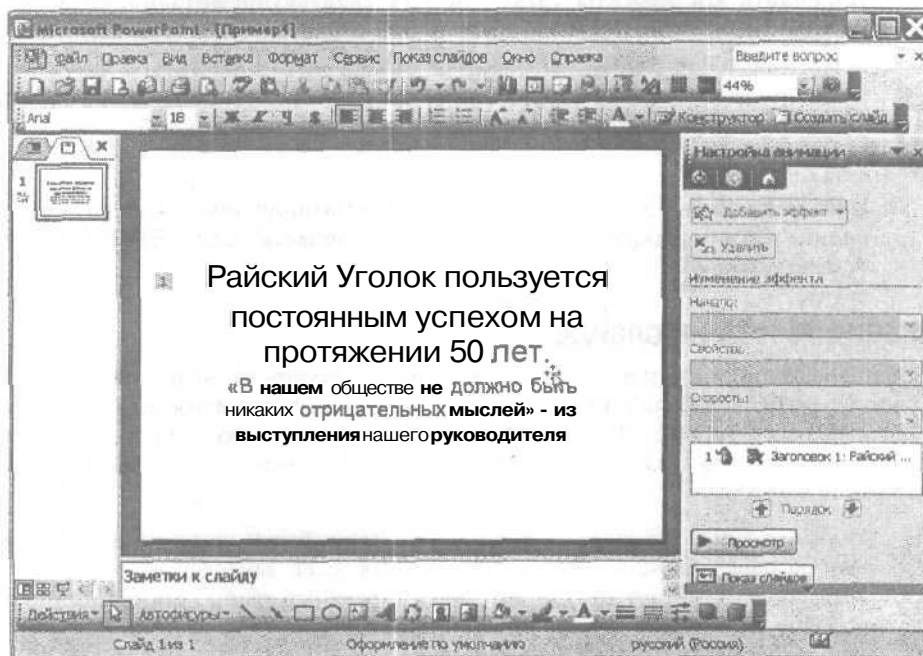 Microsoft PowerPoint - [Пример4]
Файл Правка Вид Вставка Формат Сервис Показ слайдов Окно Справка Введите вопрос
44%
Arial 18 Ж К Ч S A Конструктор Создать слайд
Настройка анимации
1
Добавить эффект
Удалить
Изменение эффекта
Начало:
Свойство:
Скорость:
1 Заголовок 1: Райский ...
Порядок
Просмотр
Показ слайдов
1
Райский Уголок пользуется
постоянным успехом на
протяжении 50 лет.
«В нашем обществе не должно быть
никаких отрицательных мыслей» - из
выступления нашего руководителя
Заметки к слайду
Действия Автофигуры
Слайд 1 из 1 Оформление по умолчанию русский (Россия)